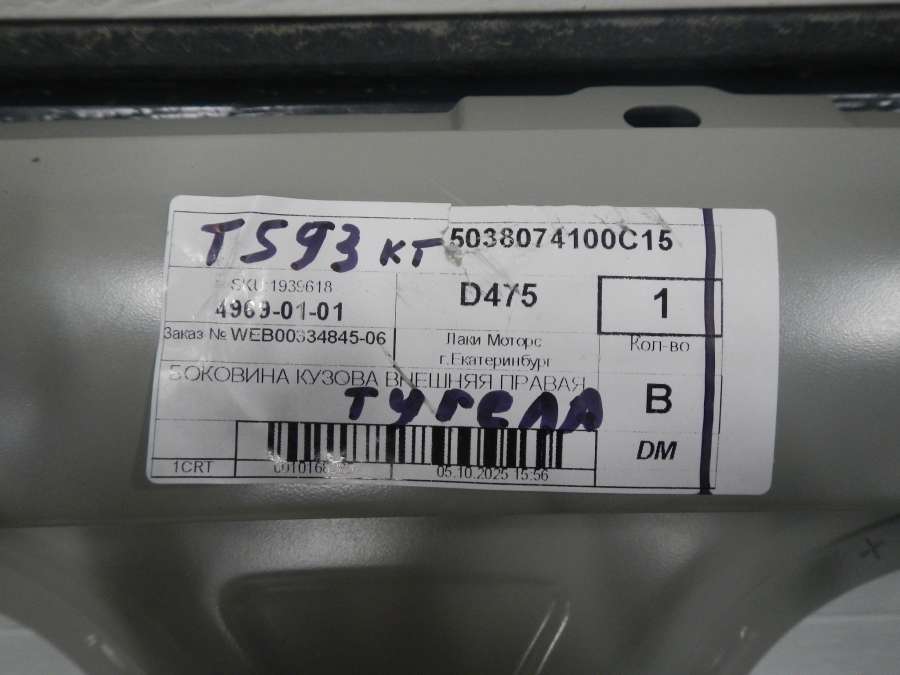 T593 КТ
5038074100C15
SKU:1939618
4969-01-01
D475
1
Кол-во
Заказ № WEB00334845-06
Лаки Моторс
г.Екатеринбург
БОКОВИНА КУЗОВА ВНЕШНЯЯ ПРАВАЯ
тугелла
B
DM
1CRT
05.10.2025 15:56